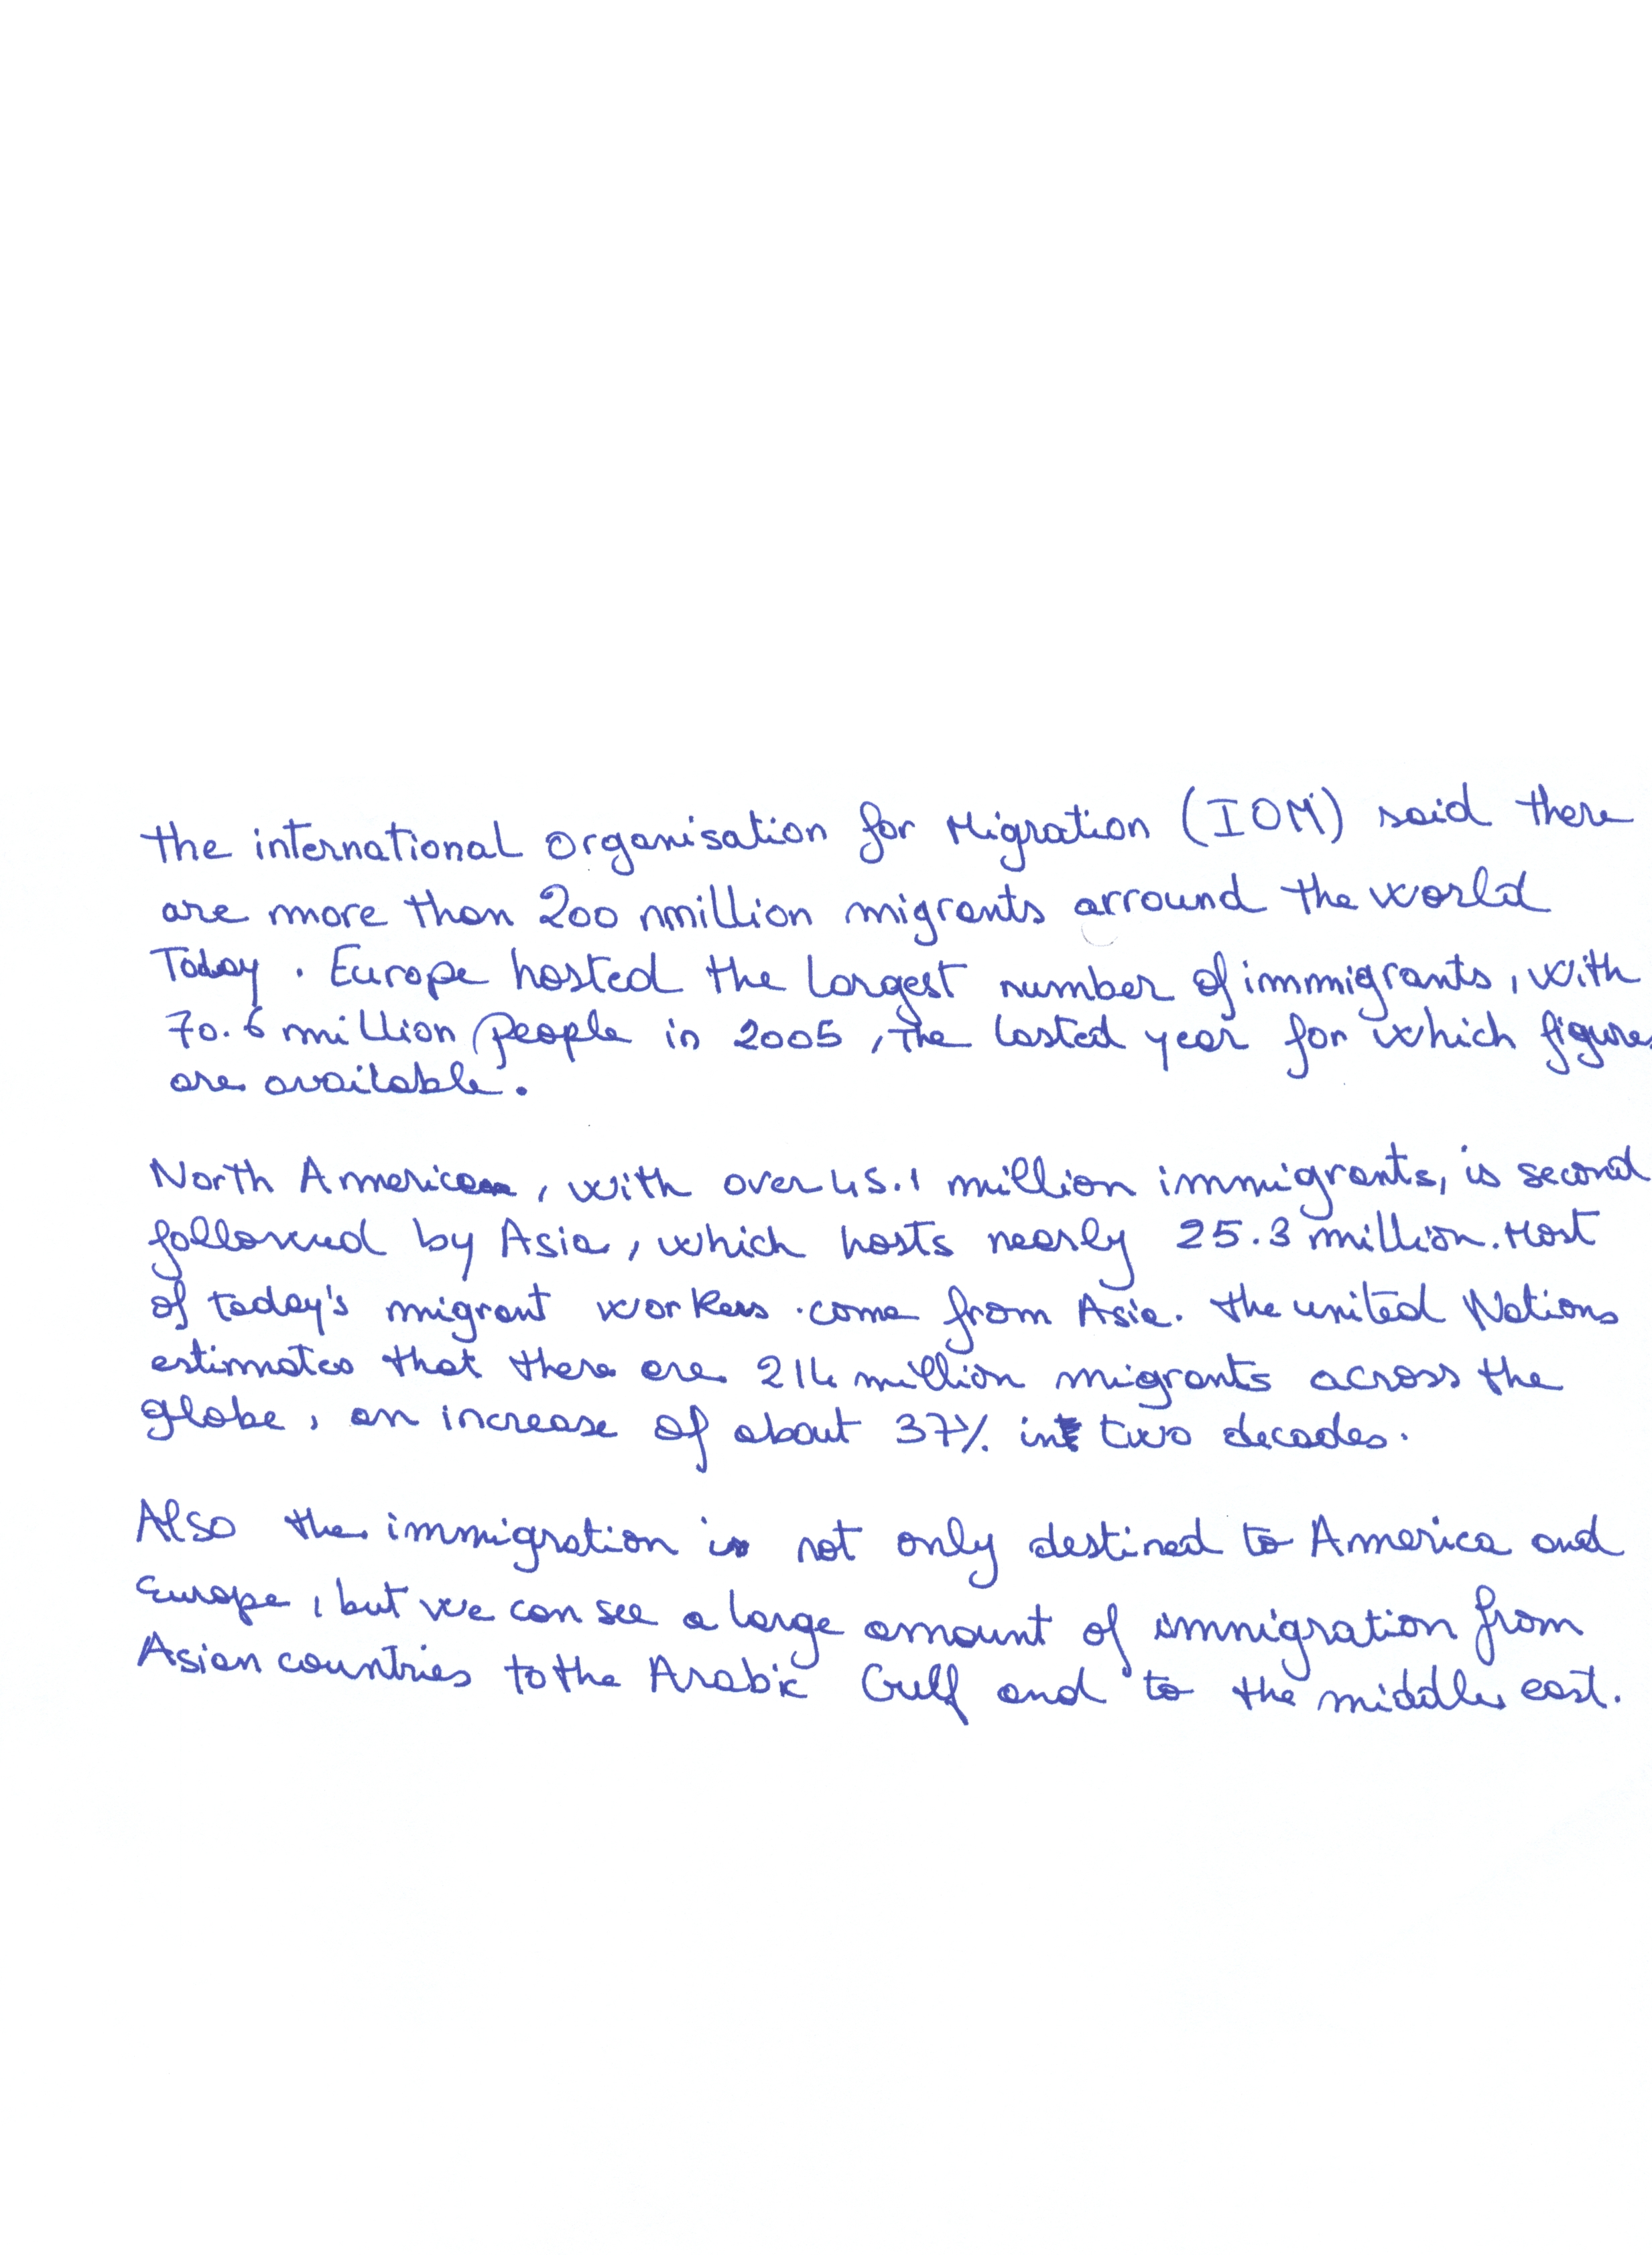 the international organisation for Migration (IOM) said there
are more than 200 nmillion migrants arround the world
Today. Europe hosted the largest number of immigrants, with
70.6 million people in 2005, the lasted year for which figures
are available.
North America, with over 45.1 million immigrants, is second
followed by Asia, which hosts nearly 25.3 million. Most
of today's migrant workers come from Asia. the united Nations
estimates that there are 214 million migrants across the
globe, an increase of about 37% in two decades.
Also the immigration is not only destined to America and
Europe, but we can see a large amount of immigration from
Asian countries to the Arabic Gulf and to the middle east.